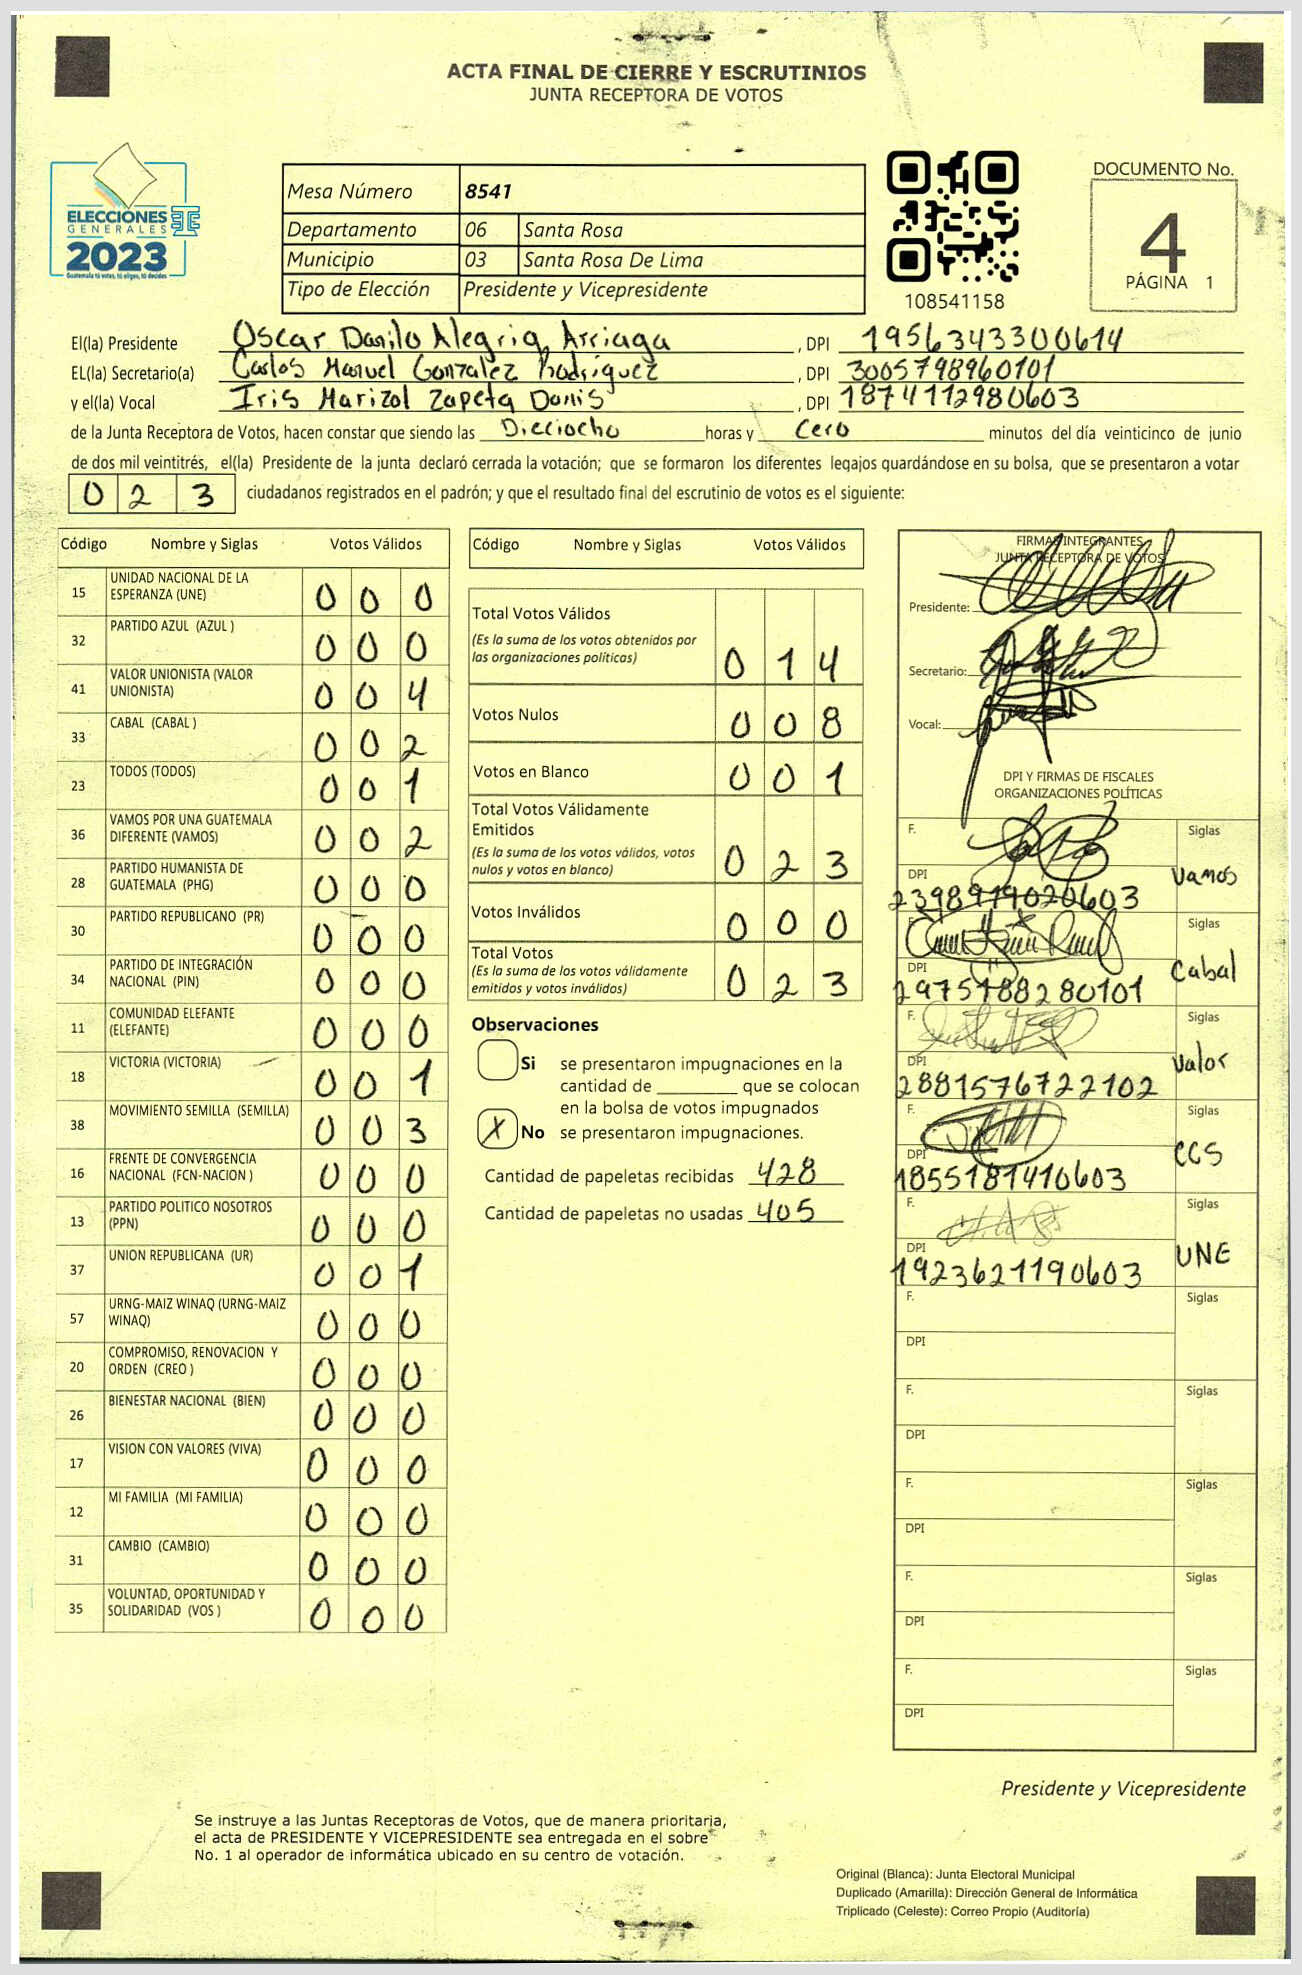 ACTA FINAL DE CIERRE Y ESCRUTINIOS
JUNTA RECEPTORA DE VOTOS
ELECCIONES
GENERALES
2023
Guatemala tú votas, tú eliges, tú decides
Mesa Número 8541
Departamento 06 Santa Rosa
Municipio 03 Santa Rosa De Lima
Tipo de Elección Presidente y Vicepresidente
108541158
DOCUMENTO No.
4
PÁGINA 1
El(la) Presidente Oscar Danilo Alegria Arriaga , DPI 1956343300614
EL(la) Secretario(a) Carlos Manuel Gonzalez Rodríguez , DPI 3005798960101
y el(la) Vocal Iris Marizol Zapeta Donis , DPI 1874112980603
de la Junta Receptora de Votos, hacen constar que siendo las Dieciocho horas y Cero minutos del día veinticinco de junio
de dos mil veintitrés, el(la) Presidente de la junta declaró cerrada la votación; que se formaron los diferentes legajos guardándose en su bolsa, que se presentaron a votar
0 2 3 ciudadanos registrados en el padrón; y que el resultado final del escrutinio de votos es el siguiente:
Código Nombre y Siglas Votos Válidos
15 UNIDAD NACIONAL DE LA ESPERANZA (UNE) 0 0 0
32 PARTIDO AZUL (AZUL ) 0 0 0
41 VALOR UNIONISTA (VALOR UNIONISTA) 0 0 4
33 CABAL (CABAL ) 0 0 2
23 TODOS (TODOS) 0 0 1
36 VAMOS POR UNA GUATEMALA DIFERENTE (VAMOS) 0 0 2
28 PARTIDO HUMANISTA DE GUATEMALA (PHG) 0 0 0
30 PARTIDO REPUBLICANO (PR) 0 0 0
34 PARTIDO DE INTEGRACIÓN NACIONAL (PIN) 0 0 0
11 COMUNIDAD ELEFANTE (ELEFANTE) 0 0 0
18 VICTORIA (VICTORIA) 0 0 1
38 MOVIMIENTO SEMILLA (SEMILLA) 0 0 3
16 FRENTE DE CONVERGENCIA NACIONAL (FCN-NACION ) 0 0 0
13 PARTIDO POLITICO NOSOTROS (PPN) 0 0 0
37 UNION REPUBLICANA (UR) 0 0 1
57 URNG-MAIZ WINAQ (URNG-MAIZ WINAQ) 0 0 0
20 COMPROMISO, RENOVACION Y ORDEN (CREO ) 0 0 0
26 BIENESTAR NACIONAL (BIEN) 0 0 0
17 VISION CON VALORES (VIVA) 0 0 0
12 MI FAMILIA (MI FAMILIA) 0 0 0
31 CAMBIO (CAMBIO) 0 0 0
35 VOLUNTAD, OPORTUNIDAD Y SOLIDARIDAD (VOS ) 0 0 0
Código Nombre y Siglas Votos Válidos
Total Votos Válidos
(Es la suma de los votos obtenidos por
las organizaciones políticas) 0 1 4
Votos Nulos 0 0 8
Votos en Blanco 0 0 1
Total Votos Válidamente
Emitidos
(Es la suma de los votos válidos, votos
nulos y votos en blanco) 0 2 3
Votos Inválidos 0 0 0
Total Votos
(Es la suma de los votos válidamente
emitidos y votos inválidos) 0 2 3
Observaciones
Si se presentaron impugnaciones en la
cantidad de ________ que se colocan
en la bolsa de votos impugnados
X No se presentaron impugnaciones.
Cantidad de papeletas recibidas 428
Cantidad de papeletas no usadas 405
FIRMAS INTEGRANTES
JUNTA RECEPTORA DE VOTOS
Presidente:
Secretario:
Vocal:
DPI Y FIRMAS DE FISCALES
ORGANIZACIONES POLÍTICAS
F. Siglas
DPI Vamos
2398919020603
F. Siglas
DPI Cabal
2975188280101
F. Siglas
DPI Valor
2881576722102
F. Siglas
DPI CGS
1855181410603
F. Siglas
DPI UNE
1923621190603
F. Siglas
DPI
F. Siglas
DPI
F. Siglas
DPI
F. Siglas
DPI
F. Siglas
DPI
Presidente y Vicepresidente
Se instruye a las Juntas Receptoras de Votos, que de manera prioritaria,
el acta de PRESIDENTE Y VICEPRESIDENTE sea entregada en el sobre
No. 1 al operador de informática ubicado en su centro de votación.
Original (Blanca): Junta Electoral Municipal
Duplicado (Amarilla): Dirección General de Informática
Triplicado (Celeste): Correo Propio (Auditoría)